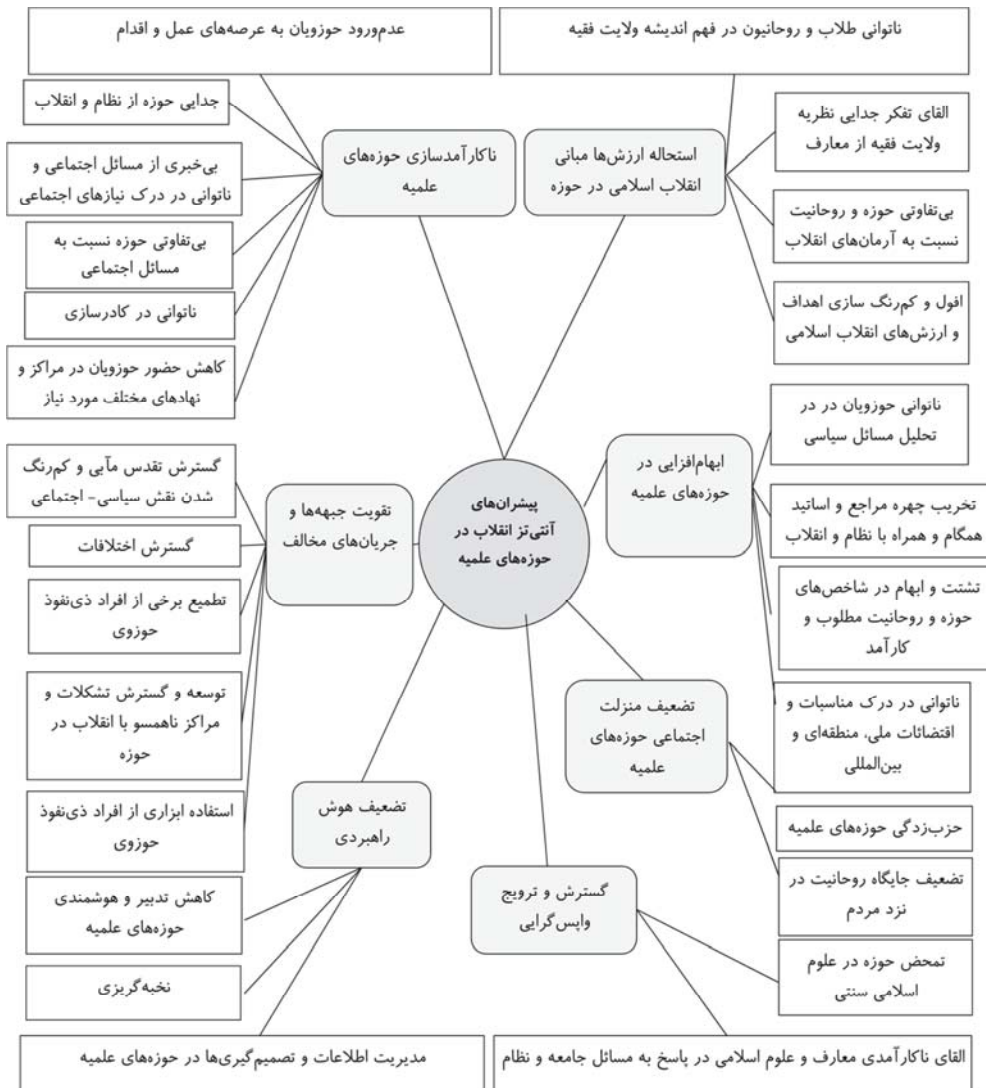 ناتوانی طلاب و روحانیون در فهم اندیشه ولایت فقیه
عدم‌ورود حوزویان به عرصه‌های عمل و اقدام
القای تفکر جدایی نظریه
ولایت فقیه از معارف
بی‌تفاوتی حوزه و روحانیت
نسبت به آرمان‌های انقلاب
افول و کم‌رنگ سازی اهداف
و ارزش‌های انقلاب اسلامی
استحاله ارزش‌ها مبانی
انقلاب اسلامی در حوزه
ناکارآمدسازی حوزه‌های
علمیه
جدایی حوزه از نظام و انقلاب
بی‌خبری از مسائل اجتماعی و
ناتوانی در درک نیازهای اجتماعی
بی‌تفاوتی حوزه نسبت به
مسائل اجتماعی
ناتوانی در کادرسازی
کاهش حضور حوزویان در مراکز و
نهادهای مختلف مورد نیاز
ناتوانی حوزویان در در
تحلیل مسائل سیاسی
تخریب چهره مراجع و اساتید
همگام و همراه با نظام و انقلاب
تشتت و ابهام در شاخص‌های
حوزه و روحانیت مطلوب و
کارآمد
ناتوانی در درک مناسبات و
اقتضائات ملی، منطقه‌ای و
بین‌المللی
ابهام‌افزایی در
حوزه‌های علمیه
پیشران‌های
آنتی‌تز انقلاب در
حوزه‌های علمیه
تقویت جبهه‌ها و
جریان‌های مخالف
گسترش تقدس مآبی و کم‌رنگ
شدن نقش سیاسی- اجتماعی
گسترش اختلافات
تطمیع برخی از افراد ذی‌نفوذ
حوزوی
توسعه و گسترش تشکلات و
مراکز ناهمسو با انقلاب در
حوزه
استفاده ابزاری از افراد ذی‌نفوذ
حوزوی
تضعیف منزلت
اجتماعی حوزه‌های
علمیه
حزب‌زدگی حوزه‌های علمیه
تضعیف جایگاه روحانیت در
نزد مردم
تضعیف هوش
راهبردی
کاهش تدبیر و هوشمندی
حوزه‌های علمیه
نخبه‌گریزی
مدیریت اطلاعات و تصمیم‌گیری‌ها در حوزه‌های علمیه
گسترش و ترویج
واپس‌گرایی
تمحض حوزه در علوم
اسلامی سنتی
القای ناکارآمدی معارف و علوم اسلامی در پاسخ به مسائل جامعه و نظام